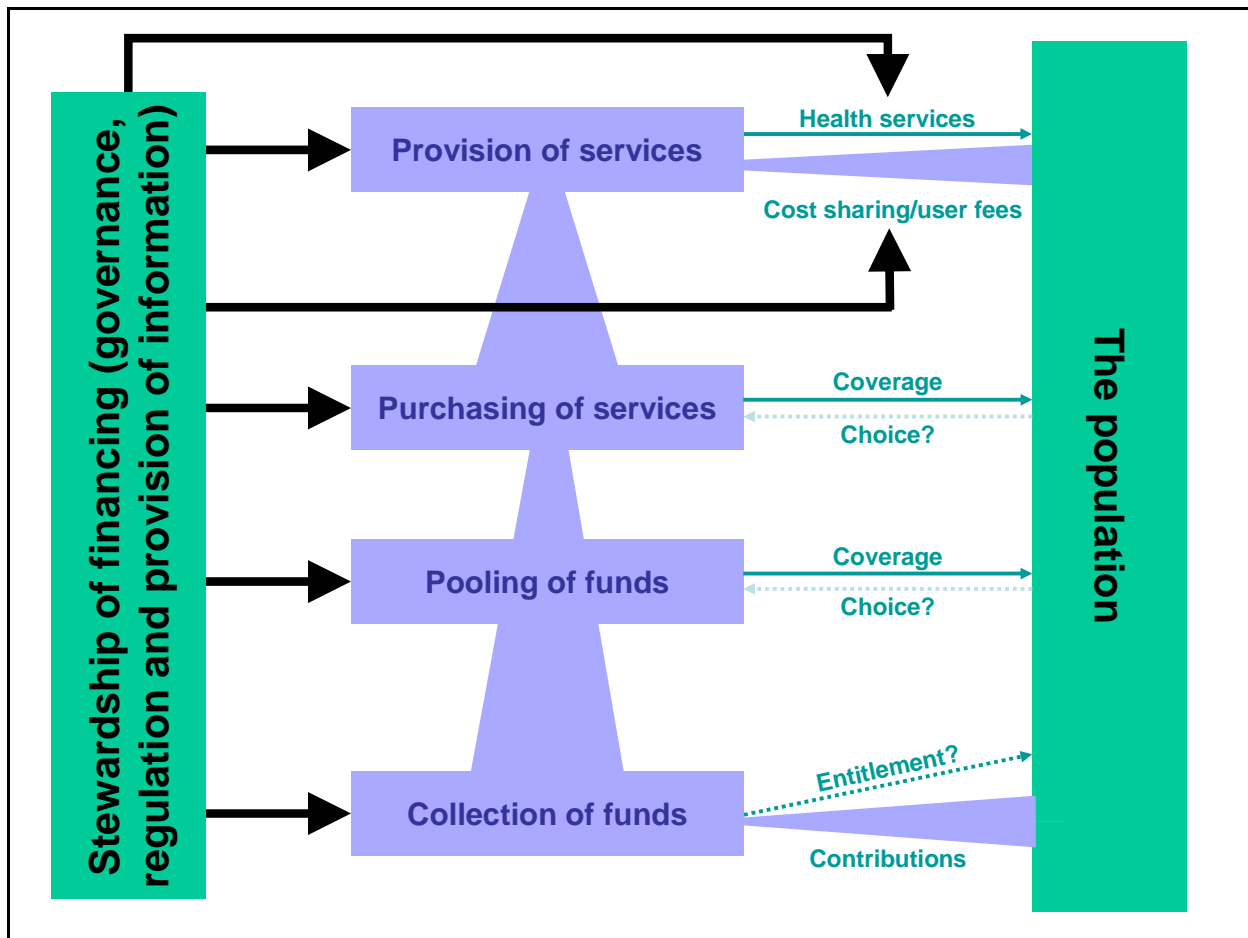 Stewardship of financing (governance,
regulation and provision of information)
Provision of services
Health services
Cost sharing/user fees
Purchasing of services
Coverage
Choice?
Pooling of funds
Coverage
Choice?
Collection of funds
Entitlement?
Contributions
The population